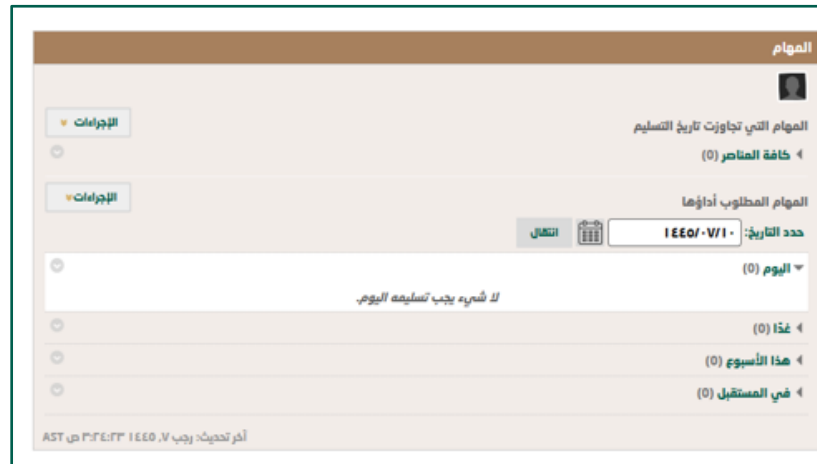 المهام
المهام التي تجاوزت تاريخ التسليم
الإجراءات
كافة العناصر (0)
المهام المطلوب أداؤها
الإجراءات
حدد التاريخ: ١٤٤٥/٠٧/١٠ انتقال
اليوم (0)
لا شيء يجب تسليمه اليوم.
غدًا (0)
هذا الأسبوع (0)
في المستقبل (0)
آخر تحديث: رجب ٧, ١٤٤٥ ٣:٢٤:٢٣ ص AST